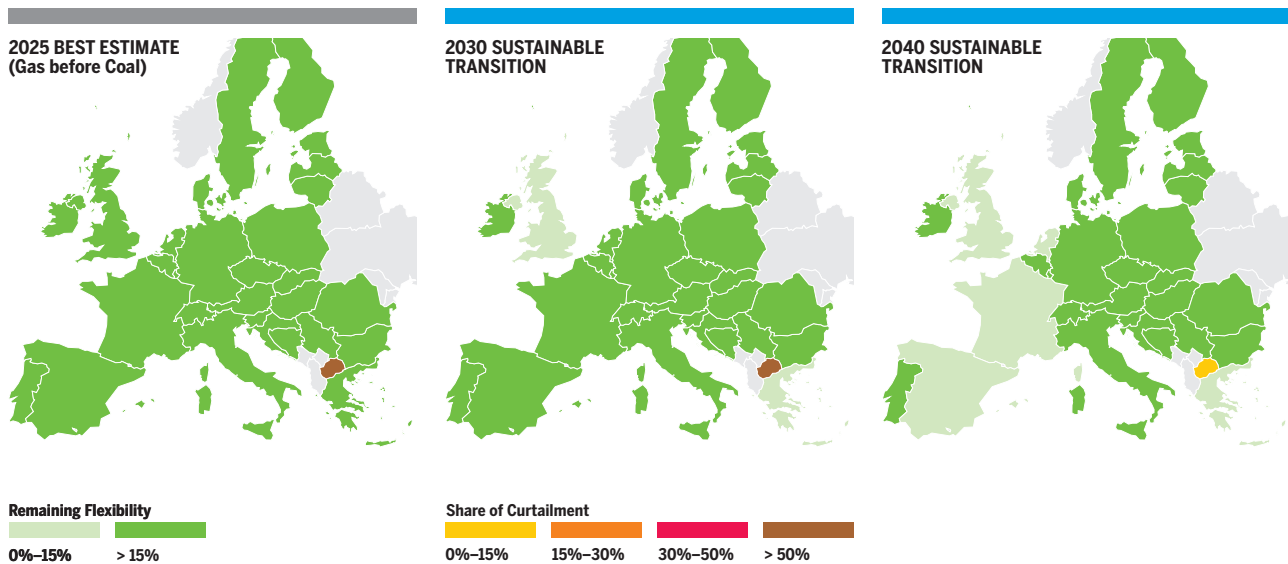 2025 BEST ESTIMATE
(Gas before Coal)
2030 SUSTAINABLE
TRANSITION
2040 SUSTAINABLE
TRANSITION
Remaining Flexibility
0%–15%
> 15%
Share of Curtailment
0%–15%
15%–30%
30%–50%
> 50%